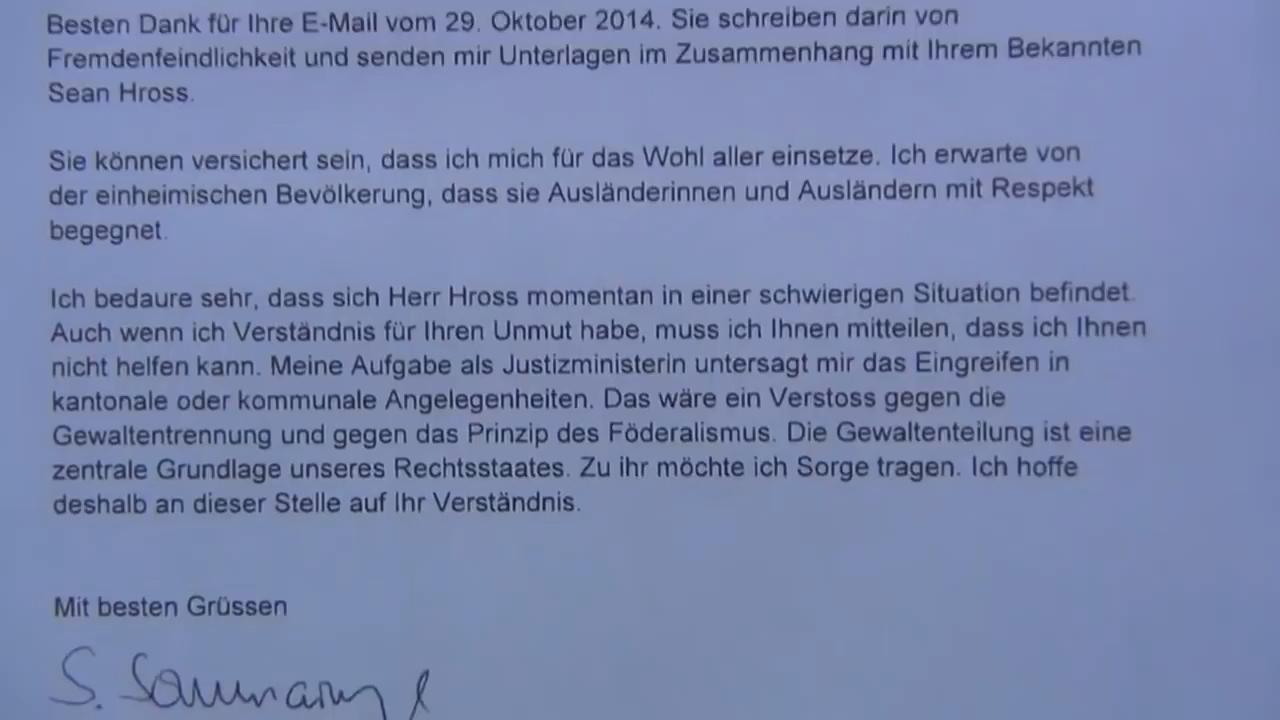 Besten Dank für Ihre E-Mail vom 29. Oktober 2014. Sie schreiben darin von
Fremdenfeindlichkeit und senden mir Unterlagen im Zusammenhang mit Ihrem Bekannten
Sean Hross.
Sie können versichert sein, dass ich mich für das Wohl aller einsetze. Ich erwarte von
der einheimischen Bevölkerung, dass sie Ausländerinnen und Ausländern mit Respekt
begegnet.
Ich bedaure sehr, dass sich Herr Hross momentan in einer schwierigen Situation befindet.
Auch wenn ich Verständnis für Ihren Unmut habe, muss ich Ihnen mitteilen, dass ich Ihnen
nicht helfen kann. Meine Aufgabe als Justizministerin untersagt mir das Eingreifen in
kantonale oder kommunale Angelegenheiten. Das wäre ein Verstoss gegen die
Gewaltentrennung und gegen das Prinzip des Föderalismus. Die Gewaltenteilung ist eine
zentrale Grundlage unseres Rechtsstaates. Zu ihr möchte ich Sorge tragen. Ich hoffe
deshalb an dieser Stelle auf Ihr Verständnis.
Mit besten Grüssen
S.